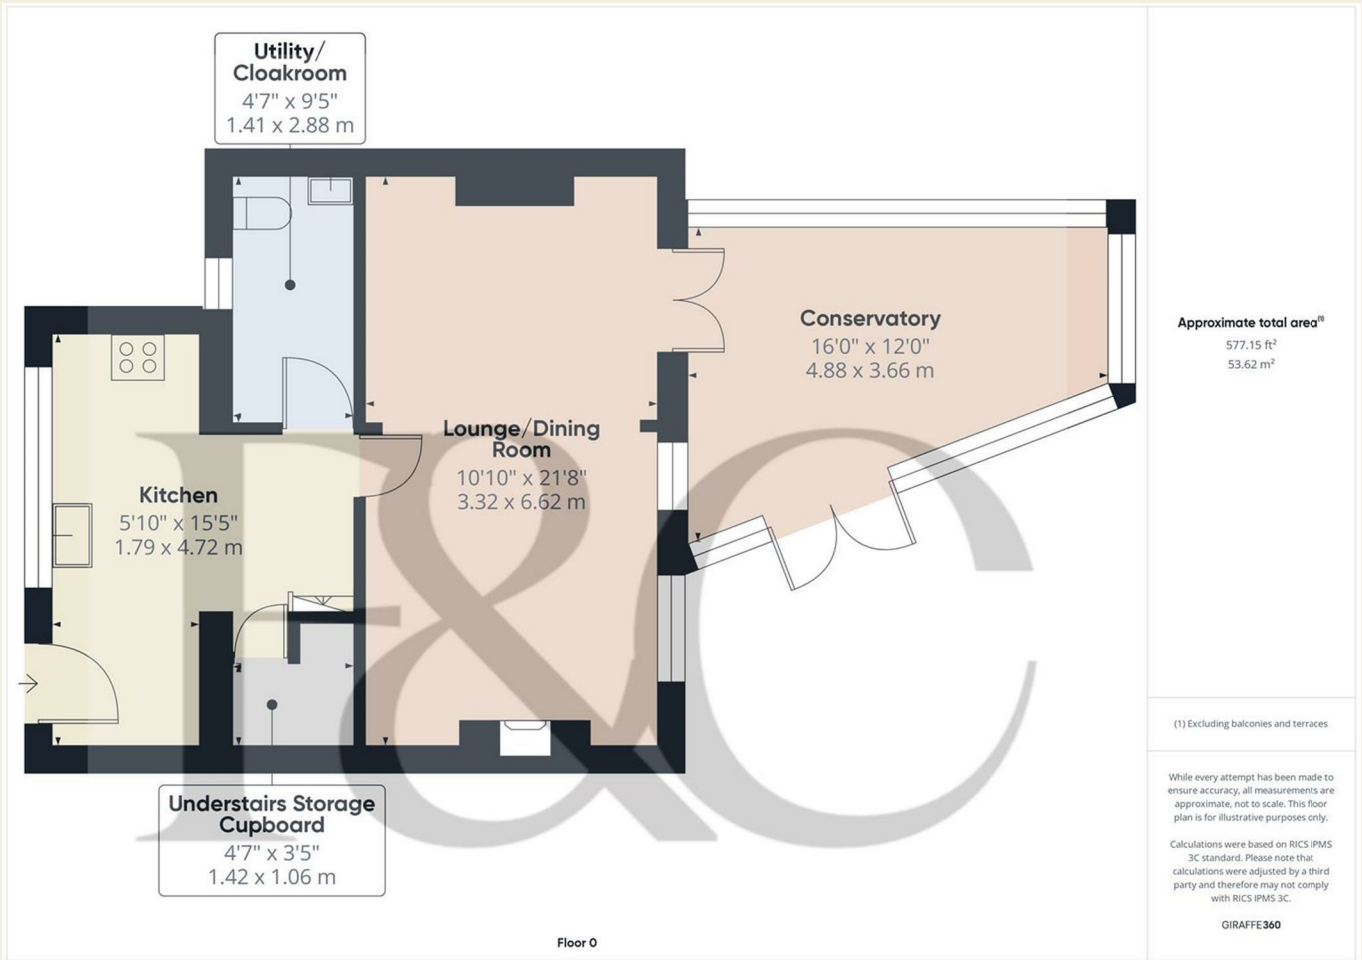 Utility/
Cloakroom
4'7" x 9'5"
1.41 x 2.88 m
Conservatory
16'0" x 12'0"
4.88 x 3.66 m
Lounge/Dining
Room
10'10" x 21'8"
3.32 x 6.62 m
Kitchen
5'10" x 15'5"
1.79 x 4.72 m
Understairs Storage
Cupboard
4'7" x 3'5"
1.42 x 1.06 m
F&C
Floor 0
Approximate total area(1)
577.15 ft²
53.62 m²
(1) Excluding balconies and terraces
While every attempt has been made to
ensure accuracy, all measurements are
approximate, not to scale. This floor
plan is for illustrative purposes only.
Calculations were based on RICS IPMS
3C standard. Please note that
calculations were adjusted by a third
party and therefore may not comply
with RICS IPMS 3C.
GIRAFFE360